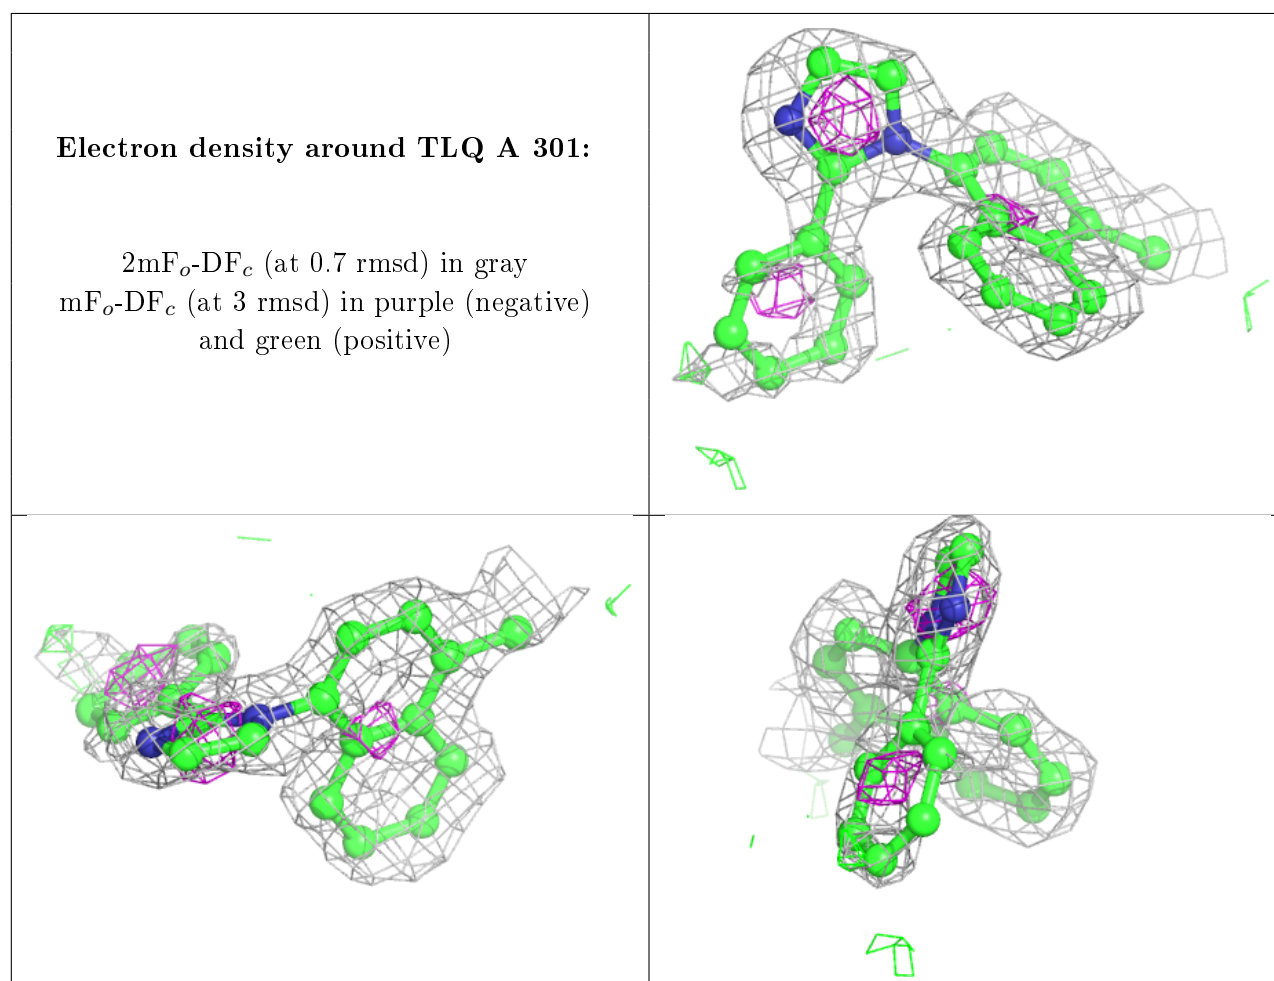 Electron density around TLQ A 301:
2mFo-DFc (at 0.7 rmsd) in gray
mFo-DFc (at 3 rmsd) in purple (negative)
and green (positive)